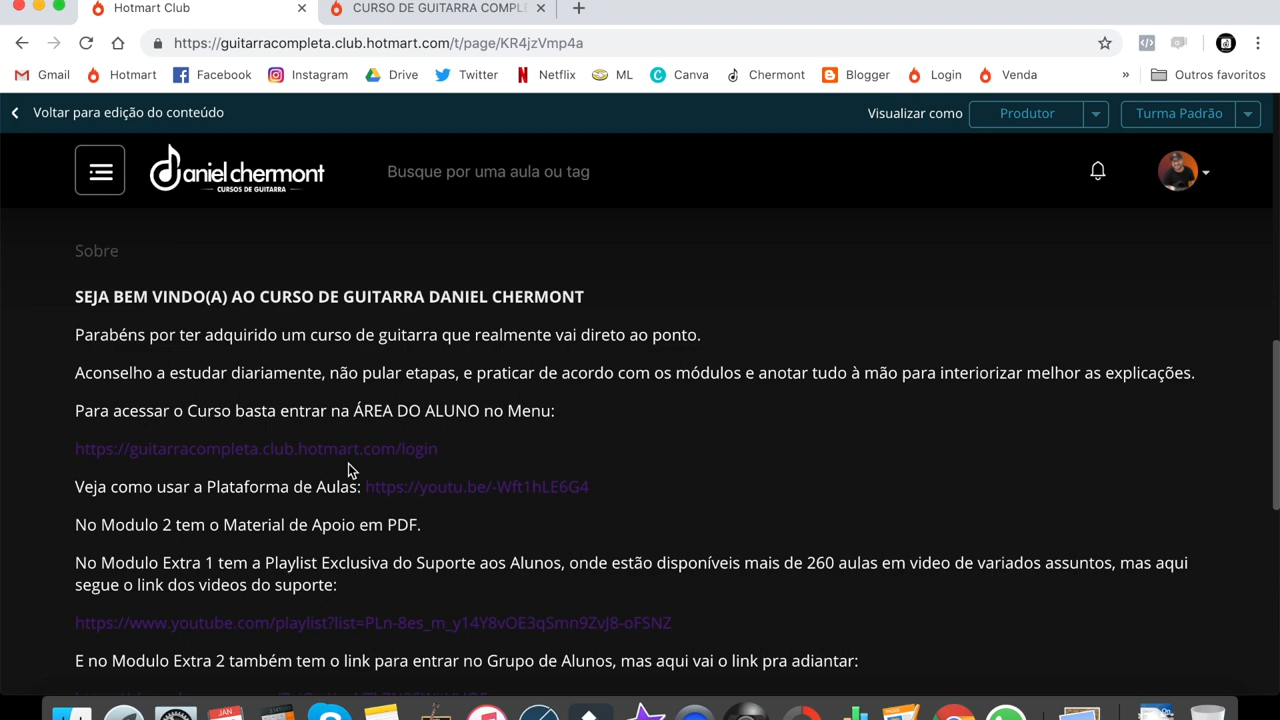 Hotmart Club
CURSO DE GUITARRA COMPLE
https://guitarracompleta.club.hotmart.com/t/page/KR4jzVmp4a
Gmail Hotmart Facebook Instagram Drive Twitter Netflix ML Canva Chermont Blogger Login Venda » Outros favoritos
Voltar para edição do conteúdo Visualizar como Produtor Turma Padrão
Daniel chermont
CURSOS DE GUITARRA
Busque por uma aula ou tag
Sobre
SEJA BEM VINDO(A) AO CURSO DE GUITARRA DANIEL CHERMONT
Parabéns por ter adquirido um curso de guitarra que realmente vai direto ao ponto.
Aconselho a estudar diariamente, não pular etapas, e praticar de acordo com os módulos e anotar tudo à mão para interiorizar melhor as explicações.
Para acessar o Curso basta entrar na ÁREA DO ALUNO no Menu:
https://guitarracompleta.club.hotmart.com/login
Veja como usar a Plataforma de Aulas: https://youtu.be/-Wft1hLE6G4
No Modulo 2 tem o Material de Apoio em PDF.
No Modulo Extra 1 tem a Playlist Exclusiva do Suporte aos Alunos, onde estão disponíveis mais de 260 aulas em video de variados assuntos, mas aqui
segue o link dos videos do suporte:
https://www.youtube.com/playlist?list=PLn-8es_m_y14Y8vOE3qSmn9ZvJ8-oFSNZ
E no Modulo Extra 2 também tem o link para entrar no Grupo de Alunos, mas aqui vai o link pra adiantar:
JAN